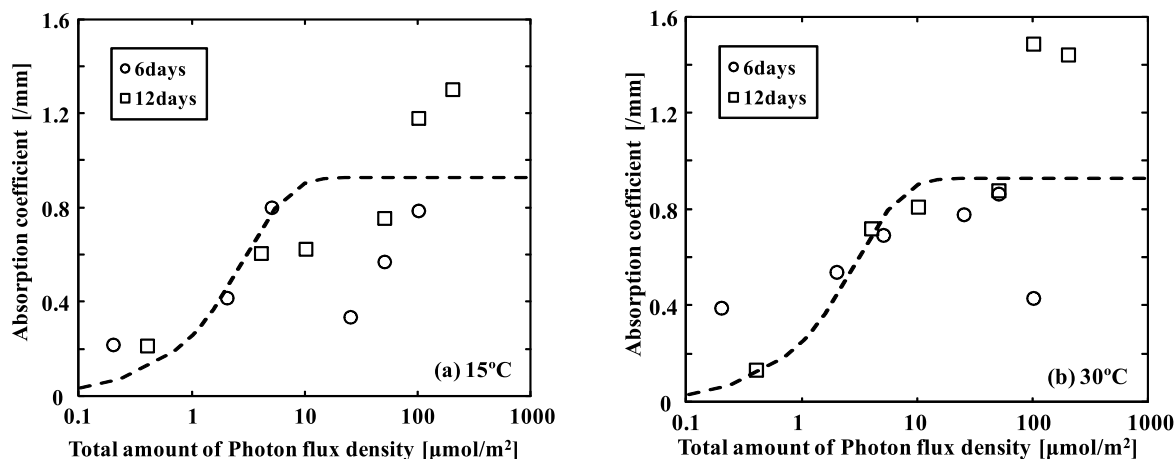 Absorption coefficient [/mm]
1.6
1.2
0.8
0.4
0
6days
12days
(a) 15ºC
0.1
1
10
100
1000
Total amount of Photon flux density [μmol/m²]
Absorption coefficient [/mm]
1.6
1.2
0.8
0.4
0
6days
12days
(b) 30ºC
0.1
1
10
100
1000
Total amount of Photon flux density [μmol/m²]